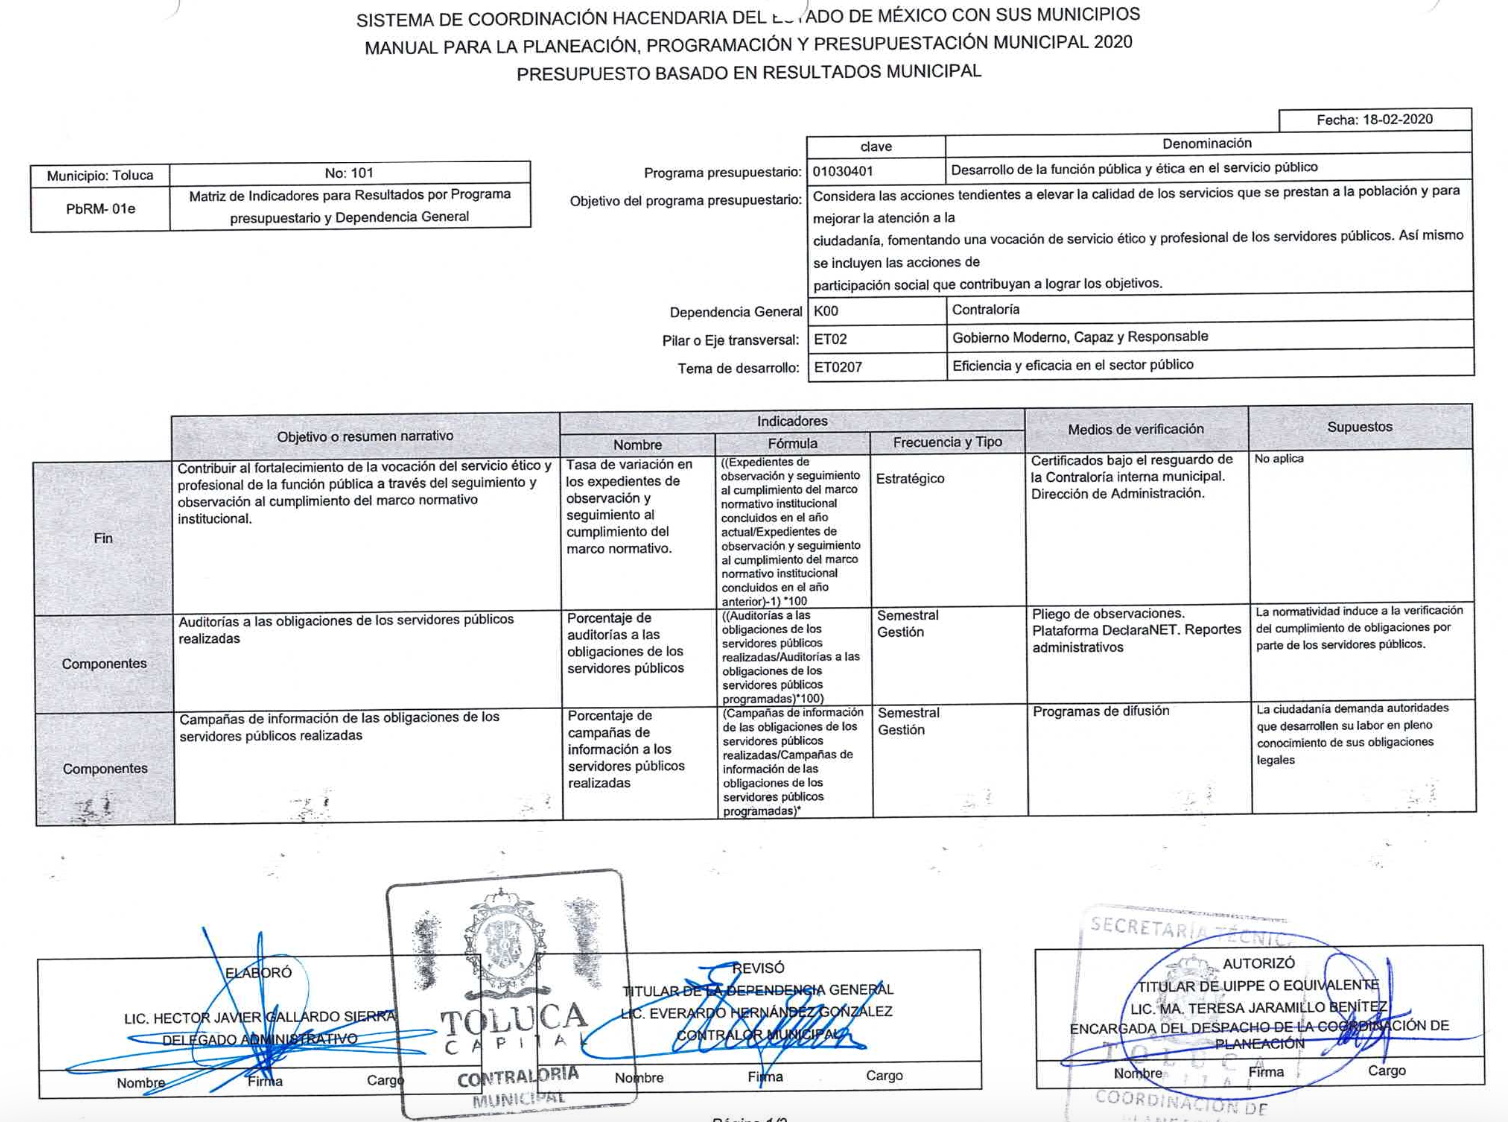 SISTEMA DE COORDINACIÓN HACENDARIA DEL ESTADO DE MÉXICO CON SUS MUNICIPIOS
MANUAL PARA LA PLANEACIÓN, PROGRAMACIÓN Y PRESUPUESTACIÓN MUNICIPAL 2020
PRESUPUESTO BASADO EN RESULTADOS MUNICIPAL
Fecha: 18-02-2020
Municipio: Toluca
No: 101
PbRM- 01e
Matriz de Indicadores para Resultados por Programa
presupuestario y Dependencia General
clave
Denominación
Programa presupuestario:
01030401
Desarrollo de la función pública y ética en el servicio público
Objetivo del programa presupuestario:
Considera las acciones tendientes a elevar la calidad de los servicios que se prestan a la población y para
mejorar la atención a la
ciudadanía, fomentando una vocación de servicio ético y profesional de los servidores públicos. Así mismo
se incluyen las acciones de
participación social que contribuyan a lograr los objetivos.
Dependencia General
K00
Contraloría
Pilar o Eje transversal:
ET02
Gobierno Moderno, Capaz y Responsable
Tema de desarrollo:
ET0207
Eficiencia y eficacia en el sector público
Objetivo o resumen narrativo
Indicadores
Nombre
Fórmula
Frecuencia y Tipo
Medios de verificación
Supuestos
Fin
Contribuir al fortalecimiento de la vocación del servicio ético y
profesional de la función pública a través del seguimiento y
observación al cumplimiento del marco normativo
institucional.
Tasa de variación en
los expedientes de
observación y
seguimiento al
cumplimiento del
marco normativo.
((Expedientes de
observación y seguimiento
al cumplimiento del marco
normativo institucional
concluidos en el año
actual/Expedientes de
observación y seguimiento
al cumplimiento del marco
normativo institucional
concluidos en el año
anterior)-1) *100
Estratégico
Certificados bajo el resguardo de
la Contraloría interna municipal.
Dirección de Administración.
No aplica
Componentes
Auditorías a las obligaciones de los servidores públicos
realizadas
Porcentaje de
auditorías a las
obligaciones de los
servidores públicos
((Auditorías a las
obligaciones de los
servidores públicos
realizadas/Auditorías a las
obligaciones de los
servidores públicos
programadas)*100)
Semestral
Gestión
Pliego de observaciones.
Plataforma DeclaraNET. Reportes
administrativos
La normatividad induce a la verificación
del cumplimiento de obligaciones por
parte de los servidores públicos.
Componentes
Campañas de información de las obligaciones de los
servidores públicos realizadas
Porcentaje de
campañas de
información a los
servidores públicos
realizadas
(Campañas de información
de las obligaciones de los
servidores públicos
realizadas/Campañas de
información de las
obligaciones de los
servidores públicos
programadas)*
Semestral
Gestión
Programas de difusión
La ciudadanía demanda autoridades
que desarrollen su labor en pleno
conocimiento de sus obligaciones
legales
ELABORÓ
LIC. HECTOR JAVIER GALLARDO SIERRA
DELEGADO ADMINISTRATIVO
Nombre Firma Cargo
TOLUCA
CAPITAL
CONTRALORIA
MUNICIPAL
REVISÓ
TITULAR DE LA DEPENDENCIA GENERAL
LIC. EVERARDO HERNÁNDEZ GONZÁLEZ
CONTRALOR MUNICIPAL
Nombre Firma Cargo
SECRETARÍA TÉCNIC
AUTORIZÓ
TITULAR DE UIPPE O EQUIVALENTE
LIC. MA. TERESA JARAMILLO BENÍTEZ
ENCARGADA DEL DESPACHO DE LA COORDINACIÓN DE
PLANEACIÓN
TOLUCA
Nombre Firma Cargo
COORDINACIÓN DE